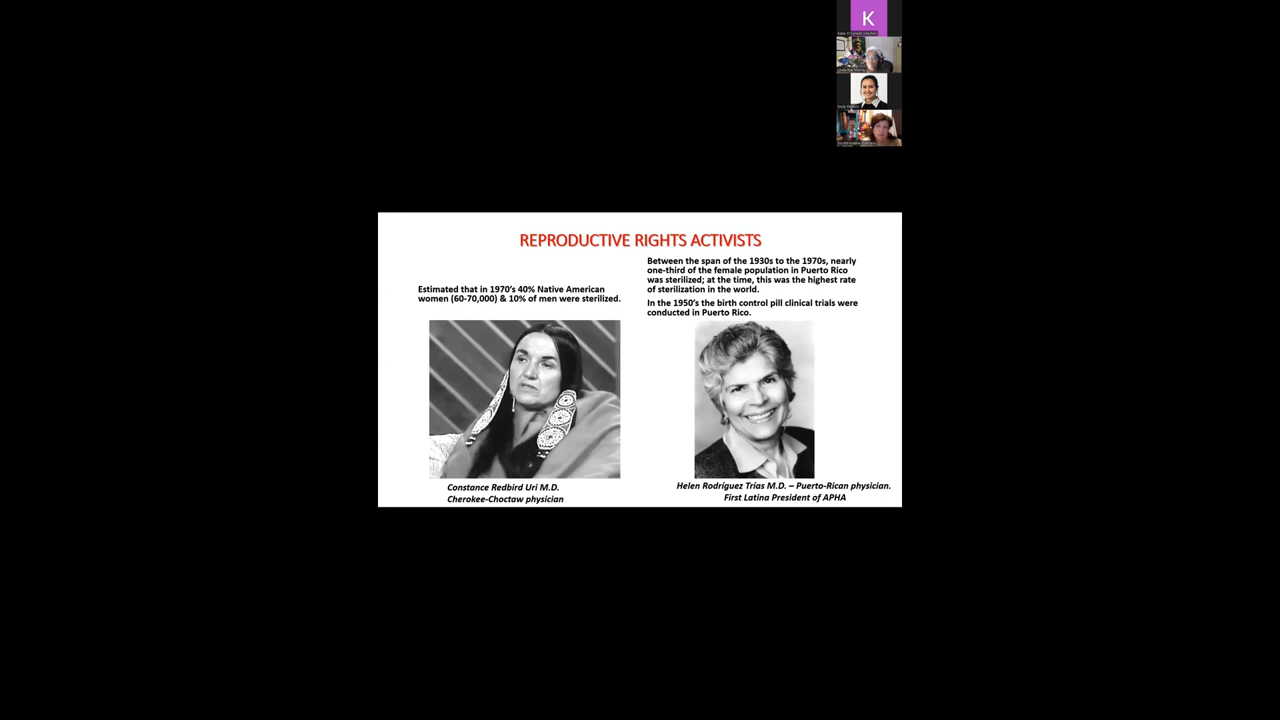 K
REPRODUCTIVE RIGHTS ACTIVISTS
Estimated that in 1970's 40% Native American
women (60-70,000) & 10% of men were sterilized.
Between the span of the 1930s to the 1970s, nearly
one-third of the female population in Puerto Rico
was sterilized; at the time, this was the highest rate
of sterilization in the world.
In the 1950's the birth control pill clinical trials were
conducted in Puerto Rico.
Constance Redbird Uri M.D.
Cherokee-Choctaw physician
Helen Rodríguez Trías M.D. – Puerto-Rican physician.
First Latina President of APHA